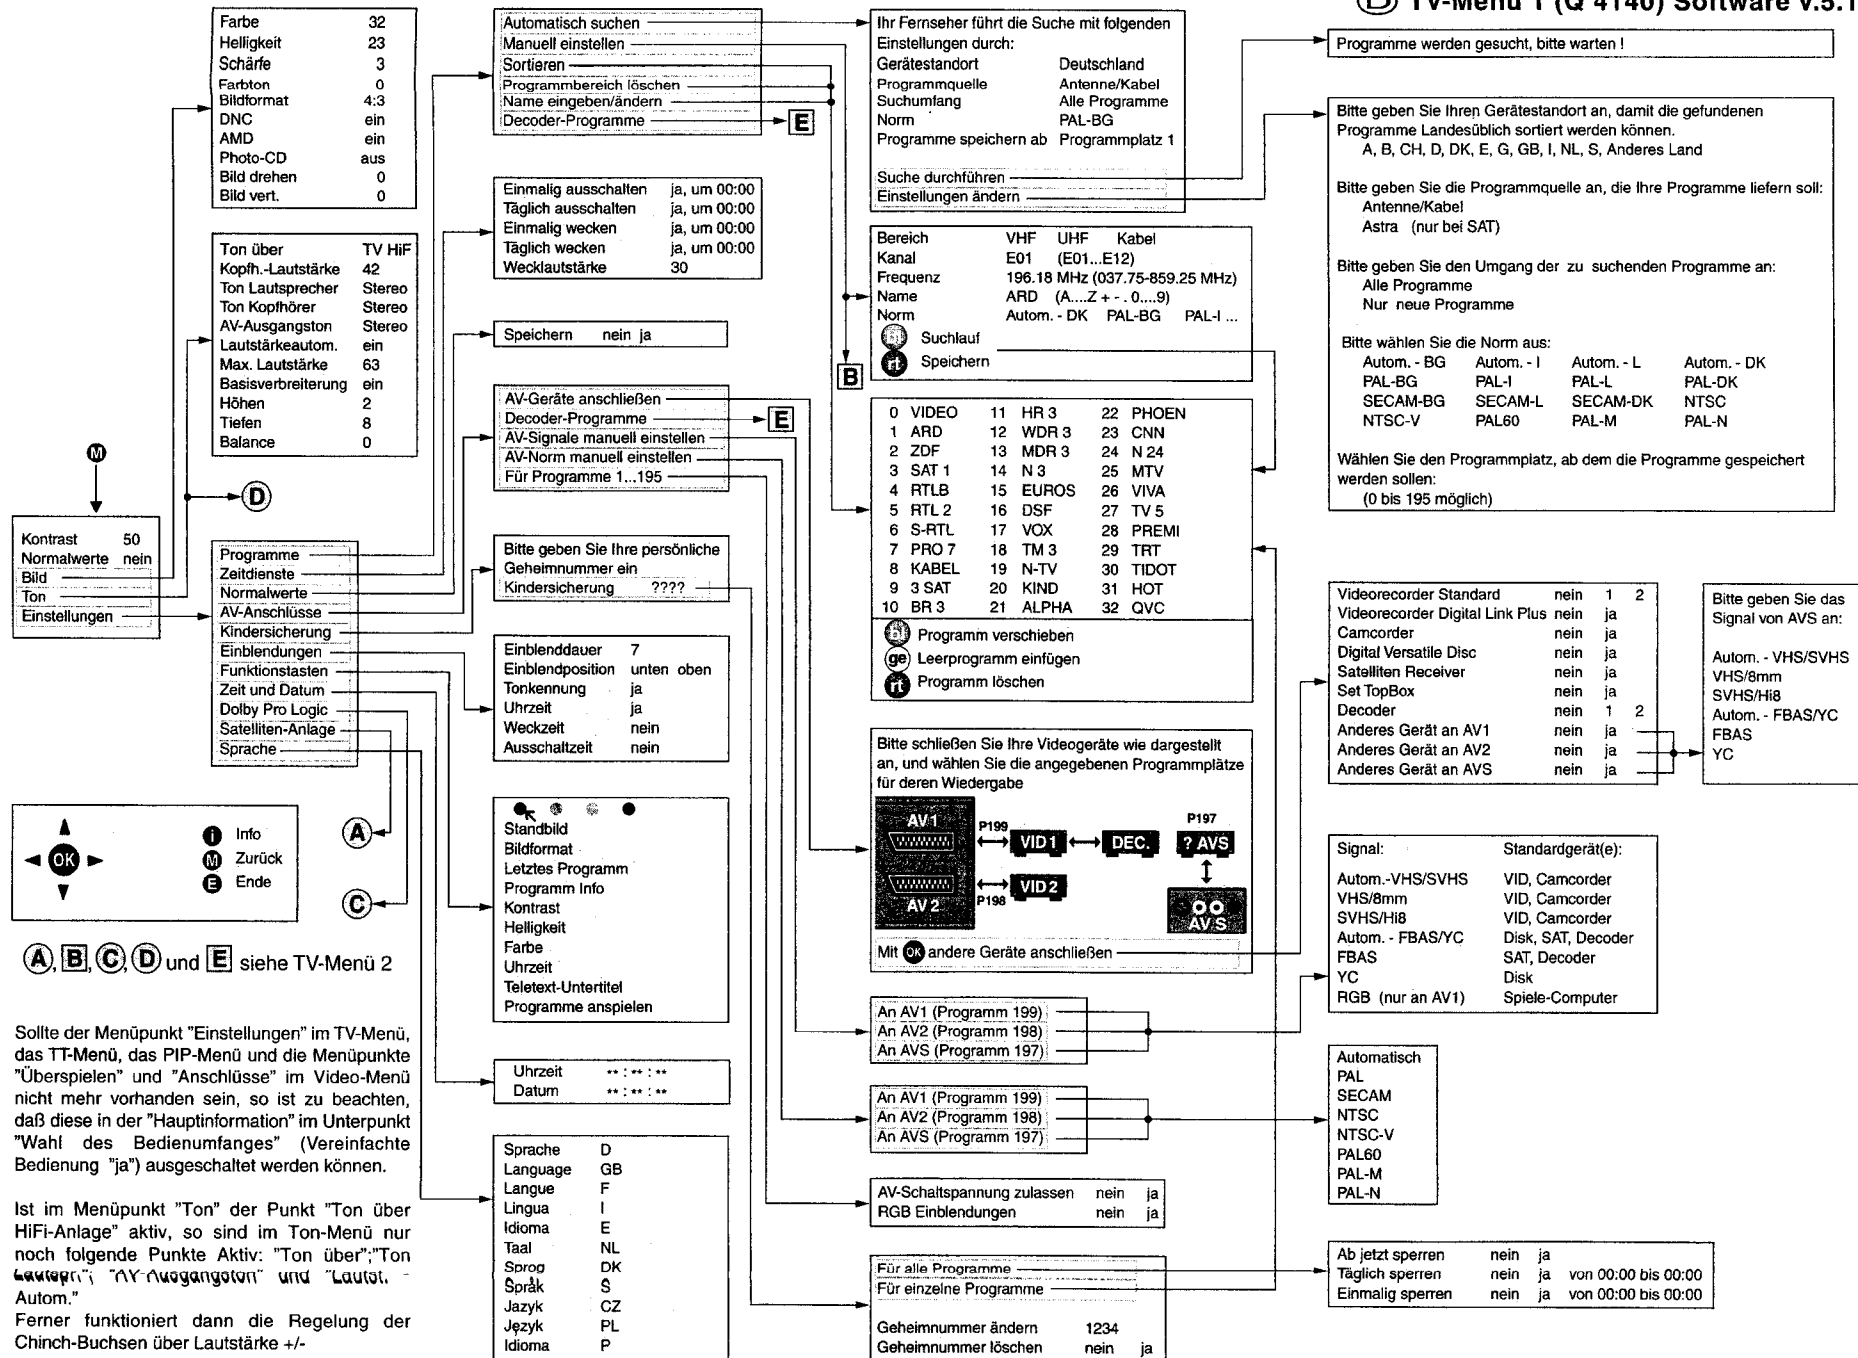 TV-Menü 1 (Q 4140) Software V.5.1
M
Kontrast 50
Normalwerte nein
Bild
Ton
Einstellungen
Farbe 32
Helligkeit 23
Schärfe 3
Farbton 0
Bildformat 4:3
DNC ein
AMD ein
Photo-CD aus
Bild drehen 0
Bild vert. 0
Ton über TV HiF
Kopfh.-Lautstärke 42
Ton Lautsprecher Stereo
Ton Kopfhörer Stereo
AV-Ausgangston Stereo
Lautstärkeautom. ein
Max. Lautstärke 63
Basisverbreiterung ein
Höhen 2
Tiefen 8
Balance 0
D
Programme
Zeitdienste
Normalwerte
AV-Anschlüsse
Kindersicherung
Einblendungen
Funktionstasten
Zeit und Datum
Dolby Pro Logic
Satelliten-Anlage
Sprache
A
C
OK
i Info
M Zurück
E Ende
A, B, C, D und E siehe TV-Menü 2
Sollte der Menüpunkt "Einstellungen" im TV-Menü,
das TT-Menü, das PIP-Menü und die Menüpunkte
"Überspielen" und "Anschlüsse" im Video-Menü
nicht mehr vorhanden sein, so ist zu beachten,
daß diese in der "Hauptinformation" im Unterpunkt
"Wahl des Bedienumfanges" (Vereinfachte
Bedienung "ja") ausgeschaltet werden können.
Ist im Menüpunkt "Ton" der Punkt "Ton über
HiFi-Anlage" aktiv, so sind im Ton-Menü nur
noch folgende Punkte Aktiv: "Ton über";"Ton
Lautspr."; "AV-Ausgangston" und "Lautst. -
Autom."
Ferner funktioniert dann die Regelung der
Chinch-Buchsen über Lautstärke +/-
Automatisch suchen
Manuell einstellen
Sortieren
Programmbereich löschen
Name eingeben/ändern
Decoder-Programme
E
Einmalig ausschalten ja, um 00:00
Täglich ausschalten ja, um 00:00
Einmalig wecken ja, um 00:00
Täglich wecken ja, um 00:00
Wecklautstärke 30
Speichern nein ja
AV-Geräte anschließen
Decoder-Programme
E
AV-Signale manuell einstellen
AV-Norm manuell einstellen
Für Programme 1...195
Bitte geben Sie Ihre persönliche
Geheimnummer ein
Kindersicherung ????
Einblenddauer 7
Einblendposition unten oben
Tonkennung ja
Uhrzeit ja
Weckzeit nein
Ausschaltzeit nein
Standbild
Bildformat
Letztes Programm
Programm Info
Kontrast
Helligkeit
Farbe
Uhrzeit
Teletext-Untertitel
Programme anspielen
Uhrzeit ** : ** : **
Datum ** : ** : **
Sprache D
Language GB
Langue F
Lingua I
Idioma E
Taal NL
Sprog DK
Språk S
Jazyk CZ
Język PL
Idioma P
Ihr Fernseher führt die Suche mit folgenden
Einstellungen durch:
Gerätestandort Deutschland
Programmquelle Antenne/Kabel
Suchumfang Alle Programme
Norm PAL-BG
Programme speichern ab Programmplatz 1
Suche durchführen
Einstellungen ändern
Bereich VHF UHF Kabel
Kanal E01 (E01...E12)
Frequenz 196.18 MHz (037.75-859.25 MHz)
Name ARD (A....Z + - . 0....9)
Norm Autom. - DK PAL-BG PAL-I ...
bl Suchlauf
rt Speichern
B
0 VIDEO 11 HR 3 22 PHOEN
1 ARD 12 WDR 3 23 CNN
2 ZDF 13 MDR 3 24 N 24
3 SAT 1 14 N 3 25 MTV
4 RTLB 15 EUROS 26 VIVA
5 RTL 2 16 DSF 27 TV 5
6 S-RTL 17 VOX 28 PREMI
7 PRO 7 18 TM 3 29 TRT
8 KABEL 19 N-TV 30 TIDOT
9 3 SAT 20 KIND 31 HOT
10 BR 3 21 ALPHA 32 QVC
bl Programm verschieben
ge Leerprogramm einfügen
rt Programm löschen
Bitte schließen Sie Ihre Videogeräte wie dargestellt
an, und wählen Sie die angegebenen Programmplätze
für deren Wiedergabe
AV1 P199 VID1 DEC. P197 ? AVS
AV2 P198 VID2 AVS
Mit OK andere Geräte anschließen
An AV1 (Programm 199)
An AV2 (Programm 198)
An AVS (Programm 197)
An AV1 (Programm 199)
An AV2 (Programm 198)
An AVS (Programm 197)
AV-Schaltspannung zulassen nein ja
RGB Einblendungen nein ja
Für alle Programme
Für einzelne Programme
Geheimnummer ändern 1234
Geheimnummer löschen nein ja
Programme werden gesucht, bitte warten !
Bitte geben Sie Ihren Gerätestandort an, damit die gefundenen
Programme Landesüblich sortiert werden können.
A, B, CH, D, DK, E, G, GB, I, NL, S, Anderes Land
Bitte geben Sie die Programmquelle an, die Ihre Programme liefern soll:
Antenne/Kabel
Astra (nur bei SAT)
Bitte geben Sie den Umgang der zu suchenden Programme an:
Alle Programme
Nur neue Programme
Bitte wählen Sie die Norm aus:
Autom. - BG Autom. - I Autom. - L Autom. - DK
PAL-BG PAL-I PAL-L PAL-DK
SECAM-BG SECAM-L SECAM-DK NTSC
NTSC-V PAL60 PAL-M PAL-N
Wählen Sie den Programmplatz, ab dem die Programme gespeichert
werden sollen:
(0 bis 195 möglich)
Videorecorder Standard nein 1 2
Videorecorder Digital Link Plus nein ja
Camcorder nein ja
Digital Versatile Disc nein ja
Satelliten Receiver nein ja
Set TopBox nein ja
Decoder nein 1 2
Anderes Gerät an AV1 nein ja
Anderes Gerät an AV2 nein ja
Anderes Gerät an AVS nein ja
Bitte geben Sie das
Signal von AVS an:
Autom. - VHS/SVHS
VHS/8mm
SVHS/Hi8
Autom. - FBAS/YC
FBAS
YC
Signal: Standardgerät(e):
Autom.-VHS/SVHS VID, Camcorder
VHS/8mm VID, Camcorder
SVHS/Hi8 VID, Camcorder
Autom. - FBAS/YC Disk, SAT, Decoder
FBAS SAT, Decoder
YC Disk
RGB (nur an AV1) Spiele-Computer
Automatisch
PAL
SECAM
NTSC
NTSC-V
PAL60
PAL-M
PAL-N
Ab jetzt sperren nein ja
Täglich sperren nein ja von 00:00 bis 00:00
Einmalig sperren nein ja von 00:00 bis 00:00